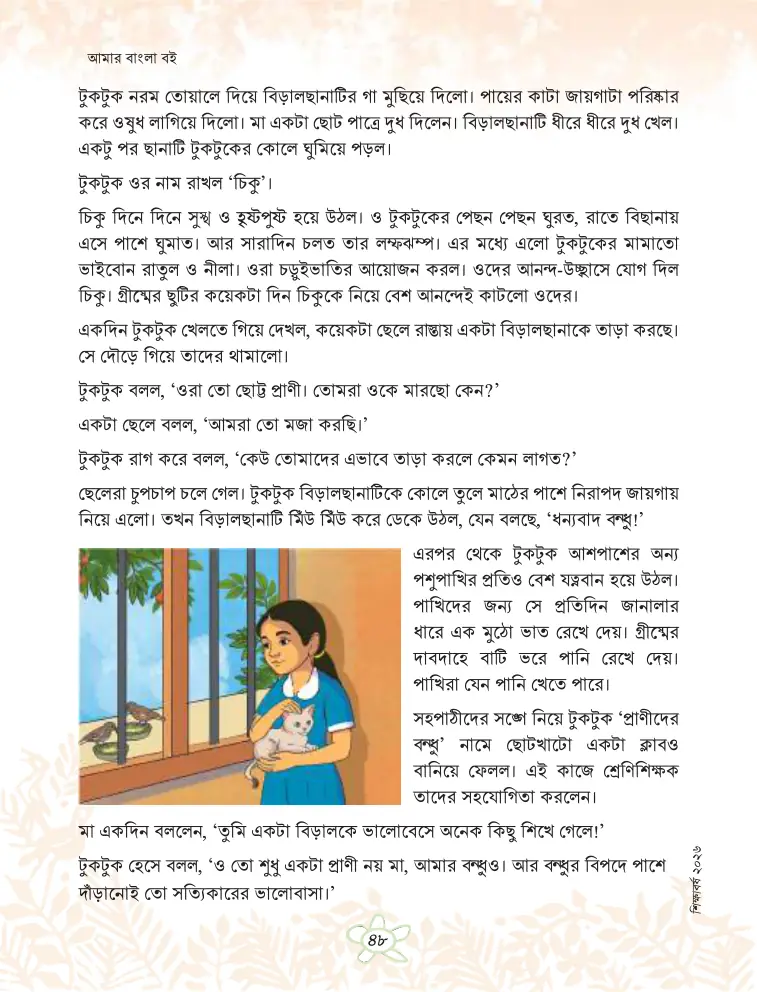 আমার বাংলা বই
টুকটুক নরম তোয়ালে দিয়ে বিড়ালছানাটির গা মুছিয়ে দিলো। পায়ের কাটা জায়গাটা পরিষ্কার
করে ওষুধ লাগিয়ে দিলো। মা একটা ছোট পাত্রে দুধ দিলেন। বিড়ালছানাটি ধীরে ধীরে দুধ খেল।
একটু পর ছানাটি টুকটুকের কোলে ঘুমিয়ে পড়ল।
টুকটুক ওর নাম রাখল ‘চিকু’।
চিকু দিনে দিনে সুস্থ ও হৃষ্টপুষ্ট হয়ে উঠল। ও টুকটুকের পেছন পেছন ঘুরত, রাতে বিছানায়
এসে পাশে ঘুমাত। আর সারাদিন চলত তার লম্ফঝম্প। এর মধ্যে এলো টুকটুকের মামাতো
ভাইবোন রাতুল ও নীলা। ওরা চড়ুইভাতির আয়োজন করল। ওদের আনন্দ-উচ্ছ্বাসে যোগ দিল
চিকু। গ্রীষ্মের ছুটির কয়েকটা দিন চিকুকে নিয়ে বেশ আনন্দেই কাটলো ওদের।
একদিন টুকটুক খেলতে গিয়ে দেখল, কয়েকটা ছেলে রাস্তায় একটা বিড়ালছানাকে তাড়া করছে।
সে দৌড়ে গিয়ে তাদের থামালো।
টুকটুক বলল, ‘ওরা তো ছোট্ট প্রাণী। তোমরা ওকে মারছো কেন?’
একটা ছেলে বলল, ‘আমরা তো মজা করছি।’
টুকটুক রাগ করে বলল, ‘কেউ তোমাদের এভাবে তাড়া করলে কেমন লাগত?’
ছেলেরা চুপচাপ চলে গেল। টুকটুক বিড়ালছানাটিকে কোলে তুলে মাঠের পাশে নিরাপদ জায়গায়
নিয়ে এলো। তখন বিড়ালছানাটি মিঁউ মিঁউ করে ডেকে উঠল, যেন বলছে, ‘ধন্যবাদ বন্ধু!’
এরপর থেকে টুকটুক আশপাশের অন্য
পশুপাখির প্রতিও বেশ যত্নবান হয়ে উঠল।
পাখিদের জন্য সে প্রতিদিন জানালার
ধারে এক মুঠো ভাত রেখে দেয়। গ্রীষ্মের
দাবদাহে বাটি ভরে পানি রেখে দেয়।
পাখিরা যেন পানি খেতে পারে।
সহপাঠীদের সঙ্গে নিয়ে টুকটুক ‘প্রাণীদের
বন্ধু’ নামে ছোটখাটো একটা ক্লাবও
বানিয়ে ফেলল। এই কাজে শ্রেণিশিক্ষক
তাদের সহযোগিতা করলেন।
মা একদিন বললেন, ‘তুমি একটা বিড়ালকে ভালোবেসে অনেক কিছু শিখে গেলে!’
টুকটুক হেসে বলল, ‘ও তো শুধু একটা প্রাণী নয় মা, আমার বন্ধুও। আর বন্ধুর বিপদে পাশে
দাঁড়ানোই তো সত্যিকারের ভালোবাসা।’
শিক্ষাবর্ষ ২০২৬
৪৮